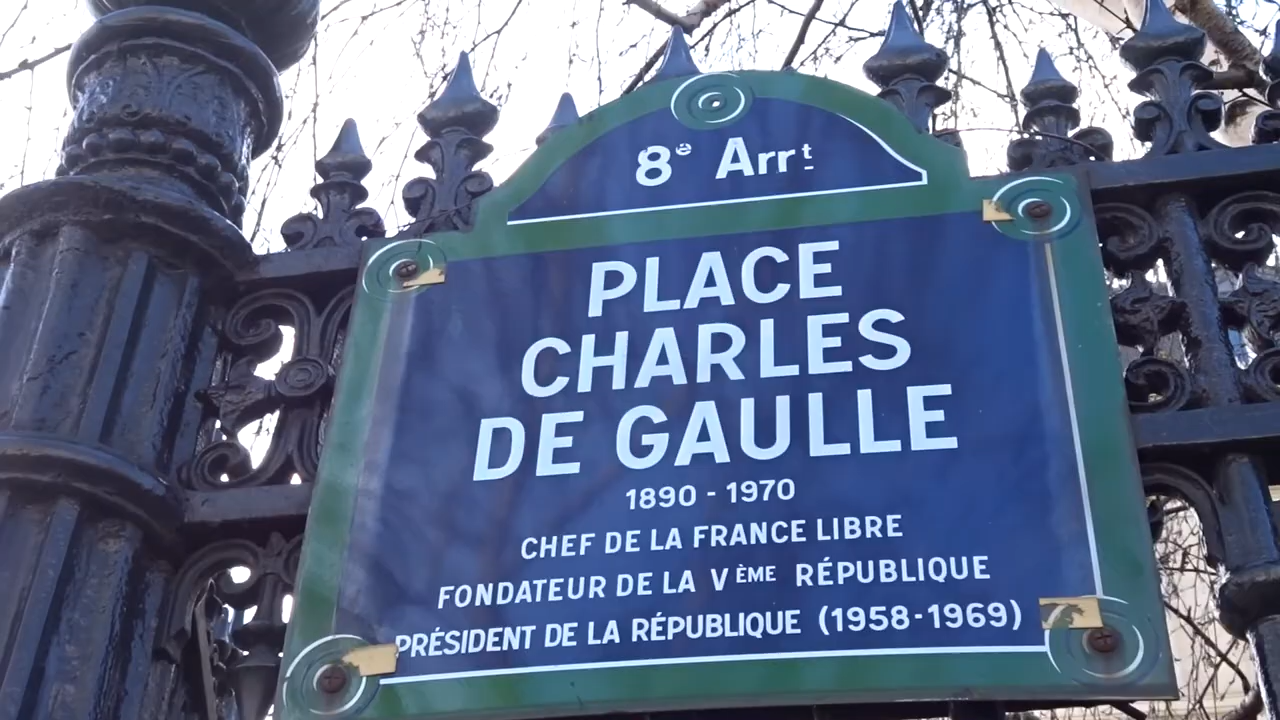 8e Arrt
PLACE
CHARLES
DE GAULLE
1890 - 1970
CHEF DE LA FRANCE LIBRE
FONDATEUR DE LA VÈME RÉPUBLIQUE
PRÉSIDENT DE LA RÉPUBLIQUE (1958-1969)